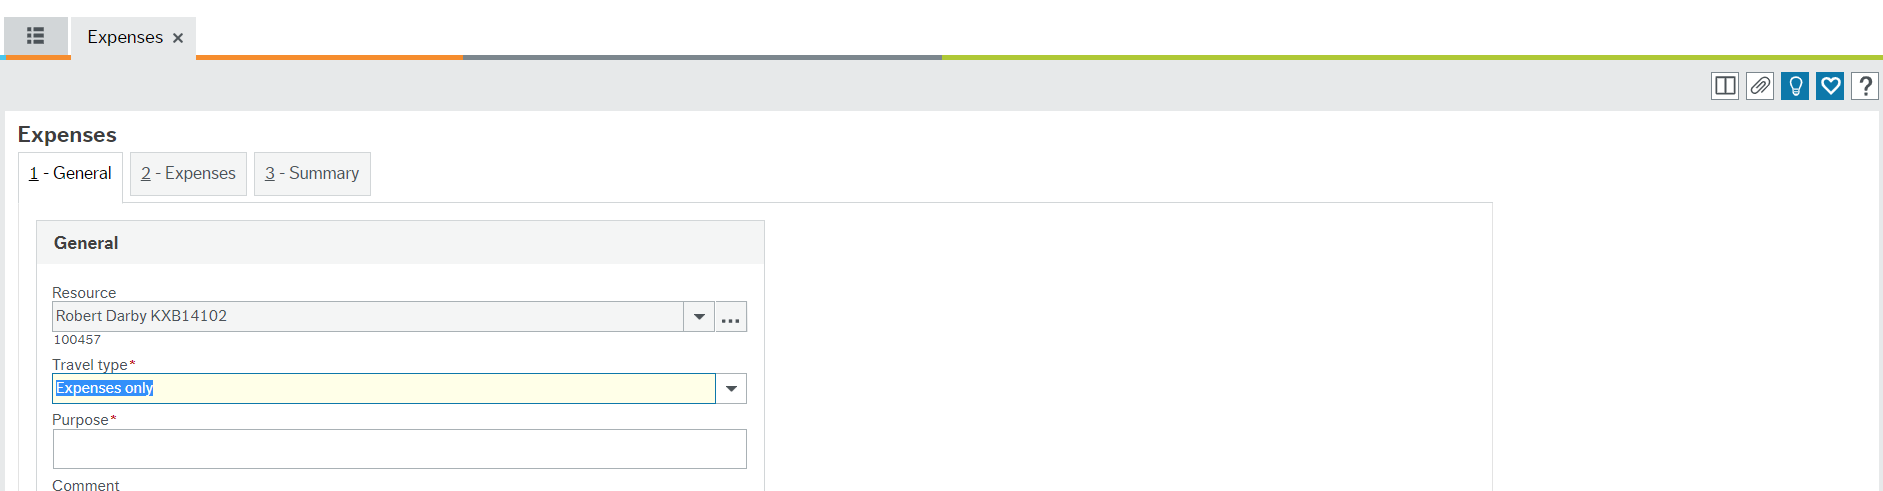 Expenses ×
?
Expenses
1 - General
2 - Expenses
3 - Summary
General
Resource
Robert Darby KXB14102
...
100457
Travel type*
Expenses only
Purpose*
Comment